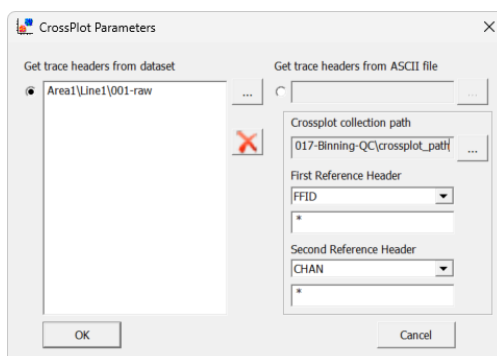 CrossPlot Parameters
Get trace headers from dataset
Area1\Line1\001-raw
...
Get trace headers from ASCII file
...
Crossplot collection path
017-Binning-QC\crossplot_path
...
First Reference Header
FFID
*
Second Reference Header
CHAN
*
OK
Cancel